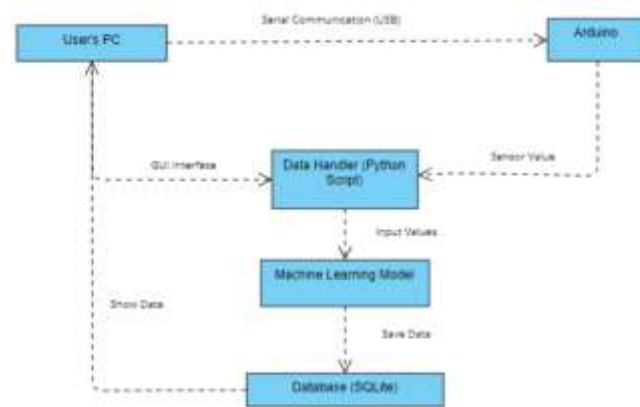 Serial Communication (USB)
User's PC
Arduino
GUI Interface
Data Handler (Python
Script)
Sensor Value
Input Values
Machine Learning Model
Show Data
Save Data
Database (SQLite)